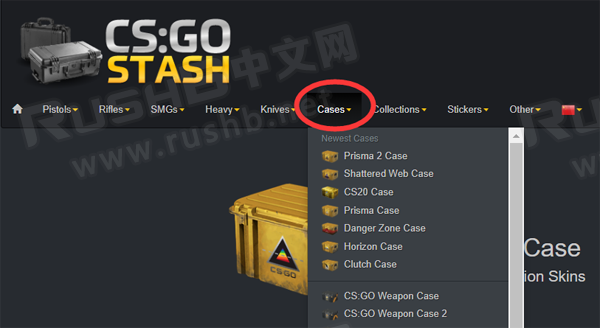 CS:GO
STASH
RUSHB中文网
www.rushb.net
Pistols Rifles SMGs Heavy Knives Cases Collections Stickers Other
Newest Cases
Prisma 2 Case
Shattered Web Case
CS20 Case
Prisma Case
Danger Zone Case
Horizon Case
Clutch Case
CS:GO Weapon Case
CS:GO Weapon Case 2
CS:GO
Case
ion Skins